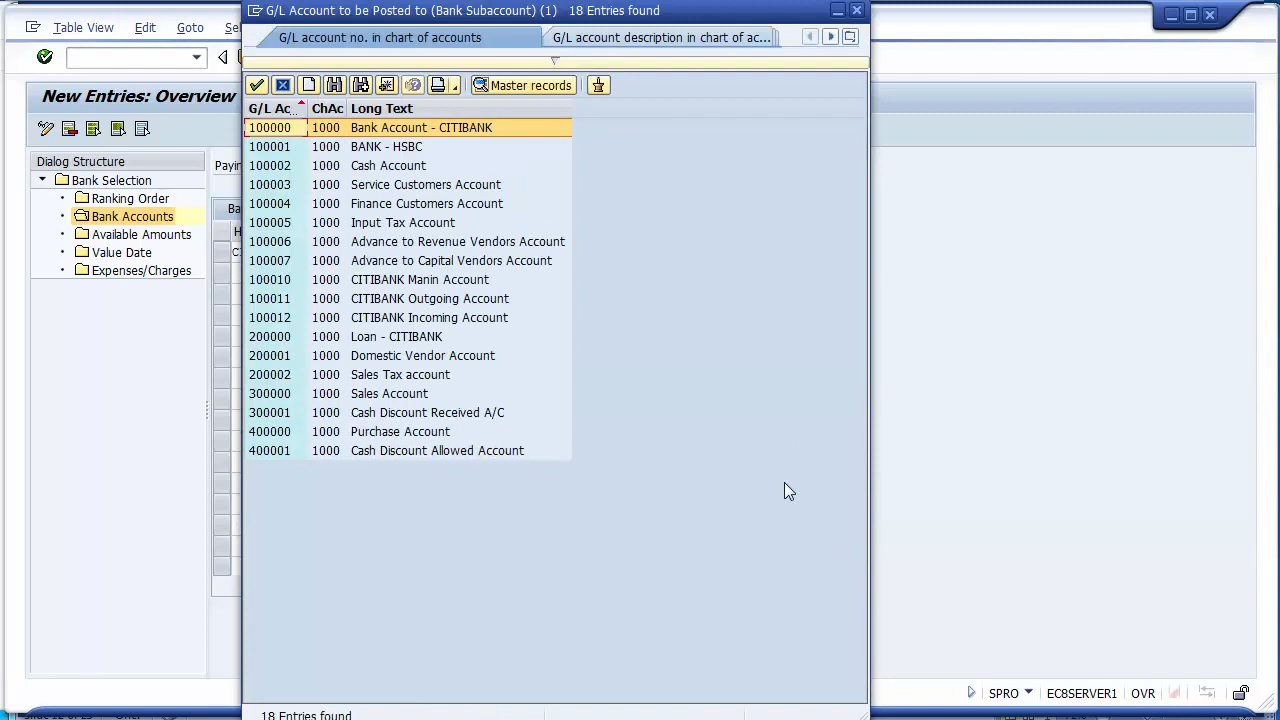 G/L Account to be Posted to (Bank Subaccount) (1) 18 Entries found
Table View Edit Goto
G/L account no. in chart of accounts G/L account description in chart of ac...
New Entries: Overview
Master records
G/L Ac.. ChAc Long Text
100000 1000 Bank Account - CITIBANK
100001 1000 BANK - HSBC
100002 1000 Cash Account
100003 1000 Service Customers Account
100004 1000 Finance Customers Account
100005 1000 Input Tax Account
100006 1000 Advance to Revenue Vendors Account
100007 1000 Advance to Capital Vendors Account
100010 1000 CITIBANK Manin Account
100011 1000 CITIBANK Outgoing Account
100012 1000 CITIBANK Incoming Account
200000 1000 Loan - CITIBANK
200001 1000 Domestic Vendor Account
200002 1000 Sales Tax account
300000 1000 Sales Account
300001 1000 Cash Discount Received A/C
400000 1000 Purchase Account
400001 1000 Cash Discount Allowed Account
Dialog Structure
Bank Selection
Ranking Order
Bank Accounts
Available Amounts
Value Date
Expenses/Charges
SPRO EC8SERVER1 OVR
18 Entries found